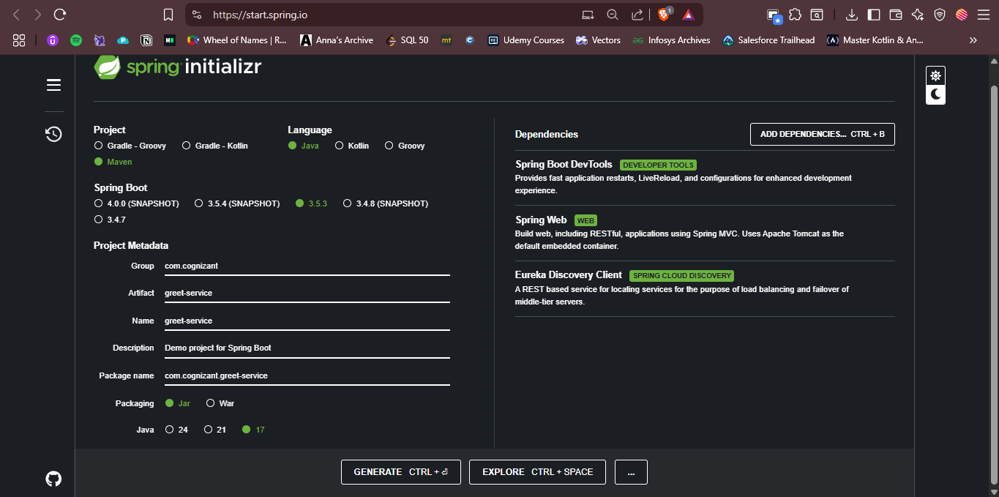 https://start.spring.io
1
Wheel of Names | R...
Anna's Archive
SQL 50
mt
Udemy Courses
Vectors
Infosys Archives
Salesforce Trailhead
Master Kotlin & An...
»
spring initializr
Project
Gradle - Groovy Gradle - Kotlin
Maven
Language
Java Kotlin Groovy
Spring Boot
4.0.0 (SNAPSHOT) 3.5.4 (SNAPSHOT) 3.5.3 3.4.8 (SNAPSHOT)
3.4.7
Project Metadata
Group com.cognizant
Artifact greet-service
Name greet-service
Description Demo project for Spring Boot
Package name com.cognizant.greet-service
Packaging Jar War
Java 24 21 17
Dependencies ADD DEPENDENCIES... CTRL + B
Spring Boot DevTools DEVELOPER TOOLS
Provides fast application restarts, LiveReload, and configurations for enhanced development
experience.
Spring Web WEB
Build web, including RESTful, applications using Spring MVC. Uses Apache Tomcat as the
default embedded container.
Eureka Discovery Client SPRING CLOUD DISCOVERY
A REST based service for locating services for the purpose of load balancing and failover of
middle-tier servers.
GENERATE CTRL + ⏎ EXPLORE CTRL + SPACE ...